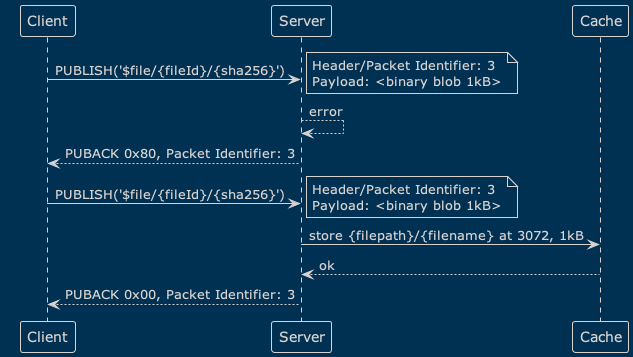 Client Server Cache
PUBLISH('$file/{fileId}/{sha256}')
Header/Packet Identifier: 3
Payload: <binary blob 1kB>
error
PUBACK 0x80, Packet Identifier: 3
PUBLISH('$file/{fileId}/{sha256}')
Header/Packet Identifier: 3
Payload: <binary blob 1kB>
store {filepath}/{filename} at 3072, 1kB
ok
PUBACK 0x00, Packet Identifier: 3
Client Server Cache